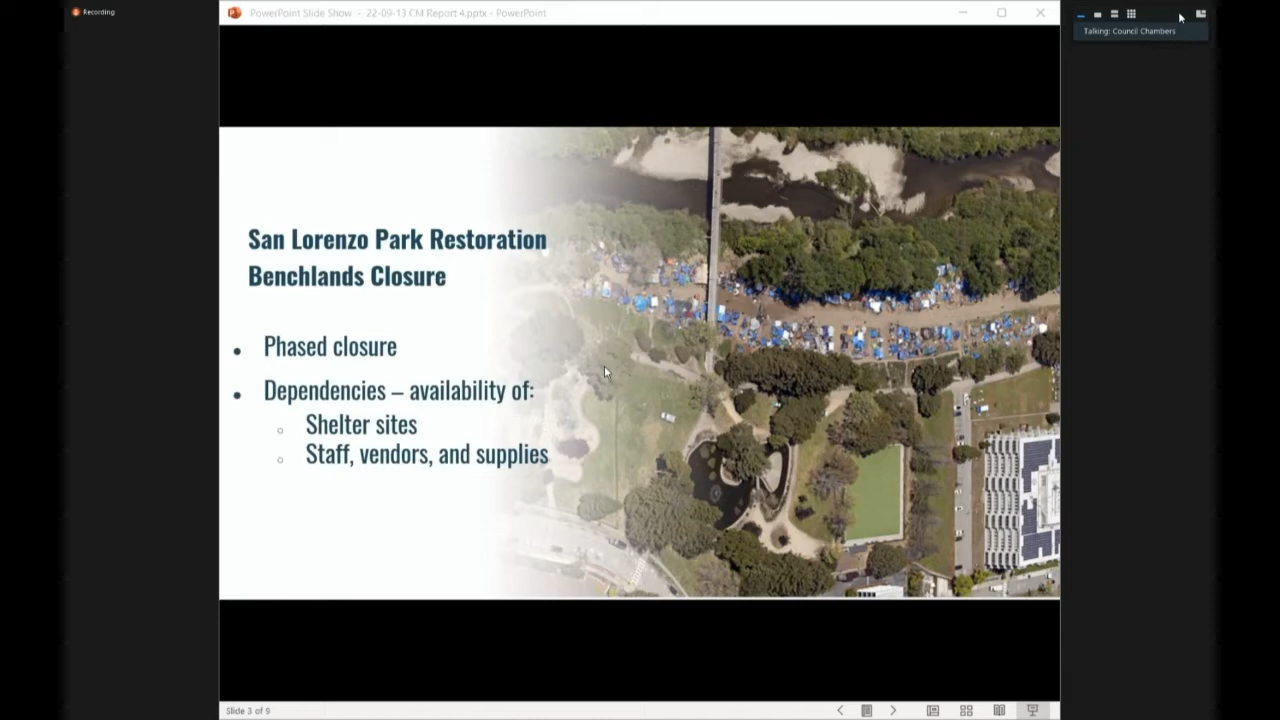 Recording
PowerPoint Slide Show - 22-09-13 CM Report 4.pptx - PowerPoint
Talking: Council Chambers
San Lorenzo Park Restoration
Benchlands Closure
• Phased closure
• Dependencies – availability of:
○ Shelter sites
○ Staff, vendors, and supplies
Slide 3 of 9